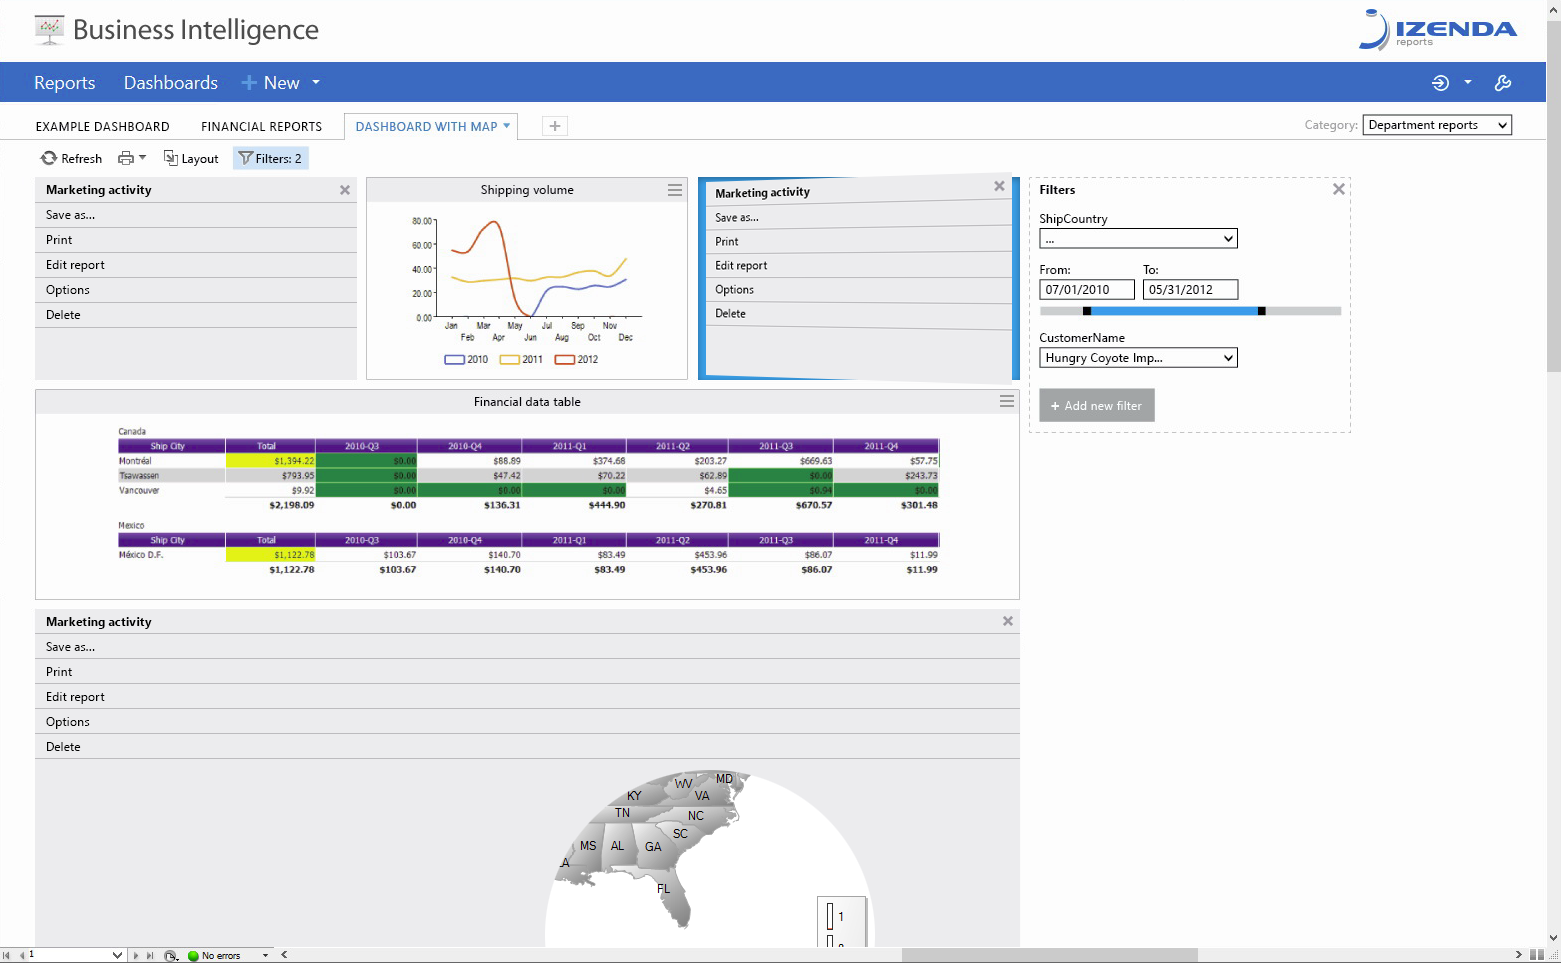 Business Intelligence
IZENDA
reports
Reports Dashboards + New
EXAMPLE DASHBOARD FINANCIAL REPORTS DASHBOARD WITH MAP +
Category: Department reports
Refresh Layout Filters: 2
Marketing activity
Save as...
Print
Edit report
Options
Delete
Shipping volume
80.00
60.00
40.00
20.00
0.00
Jan Mar May Jul Sep Nov
Feb Apr Jun Aug Oct Dec
2010 2011 2012
Marketing activity
Save as...
Print
Edit report
Options
Delete
Filters
ShipCountry
...
From: To:
07/01/2010 05/31/2012
CustomerName
Hungry Coyote Imp...
+ Add new filter
Financial data table
Canada
Ship City Total 2010-Q3 2010-Q4 2011-Q1 2011-Q2 2011-Q3 2011-Q4
Montréal $1,394.22 $0.00 $88.89 $374.68 $203.27 $669.63 $57.75
Tsawassen $793.95 $0.00 $47.42 $70.22 $62.89 $0.00 $243.73
Vancouver $9.92 $0.00 $0.00 $0.00 $4.65 $0.94 $0.00
$2,198.09 $0.00 $136.31 $444.90 $270.81 $670.57 $301.48
Mexico
Ship City Total 2010-Q3 2010-Q4 2011-Q1 2011-Q2 2011-Q3 2011-Q4
México D.F. $1,122.78 $103.67 $140.70 $83.49 $453.96 $86.07 $11.99
$1,122.78 $103.67 $140.70 $83.49 $453.96 $86.07 $11.99
Marketing activity
Save as...
Print
Edit report
Options
Delete
WV MD
KY VA
TN NC
SC
MS AL GA
LA
FL
1
1 No errors